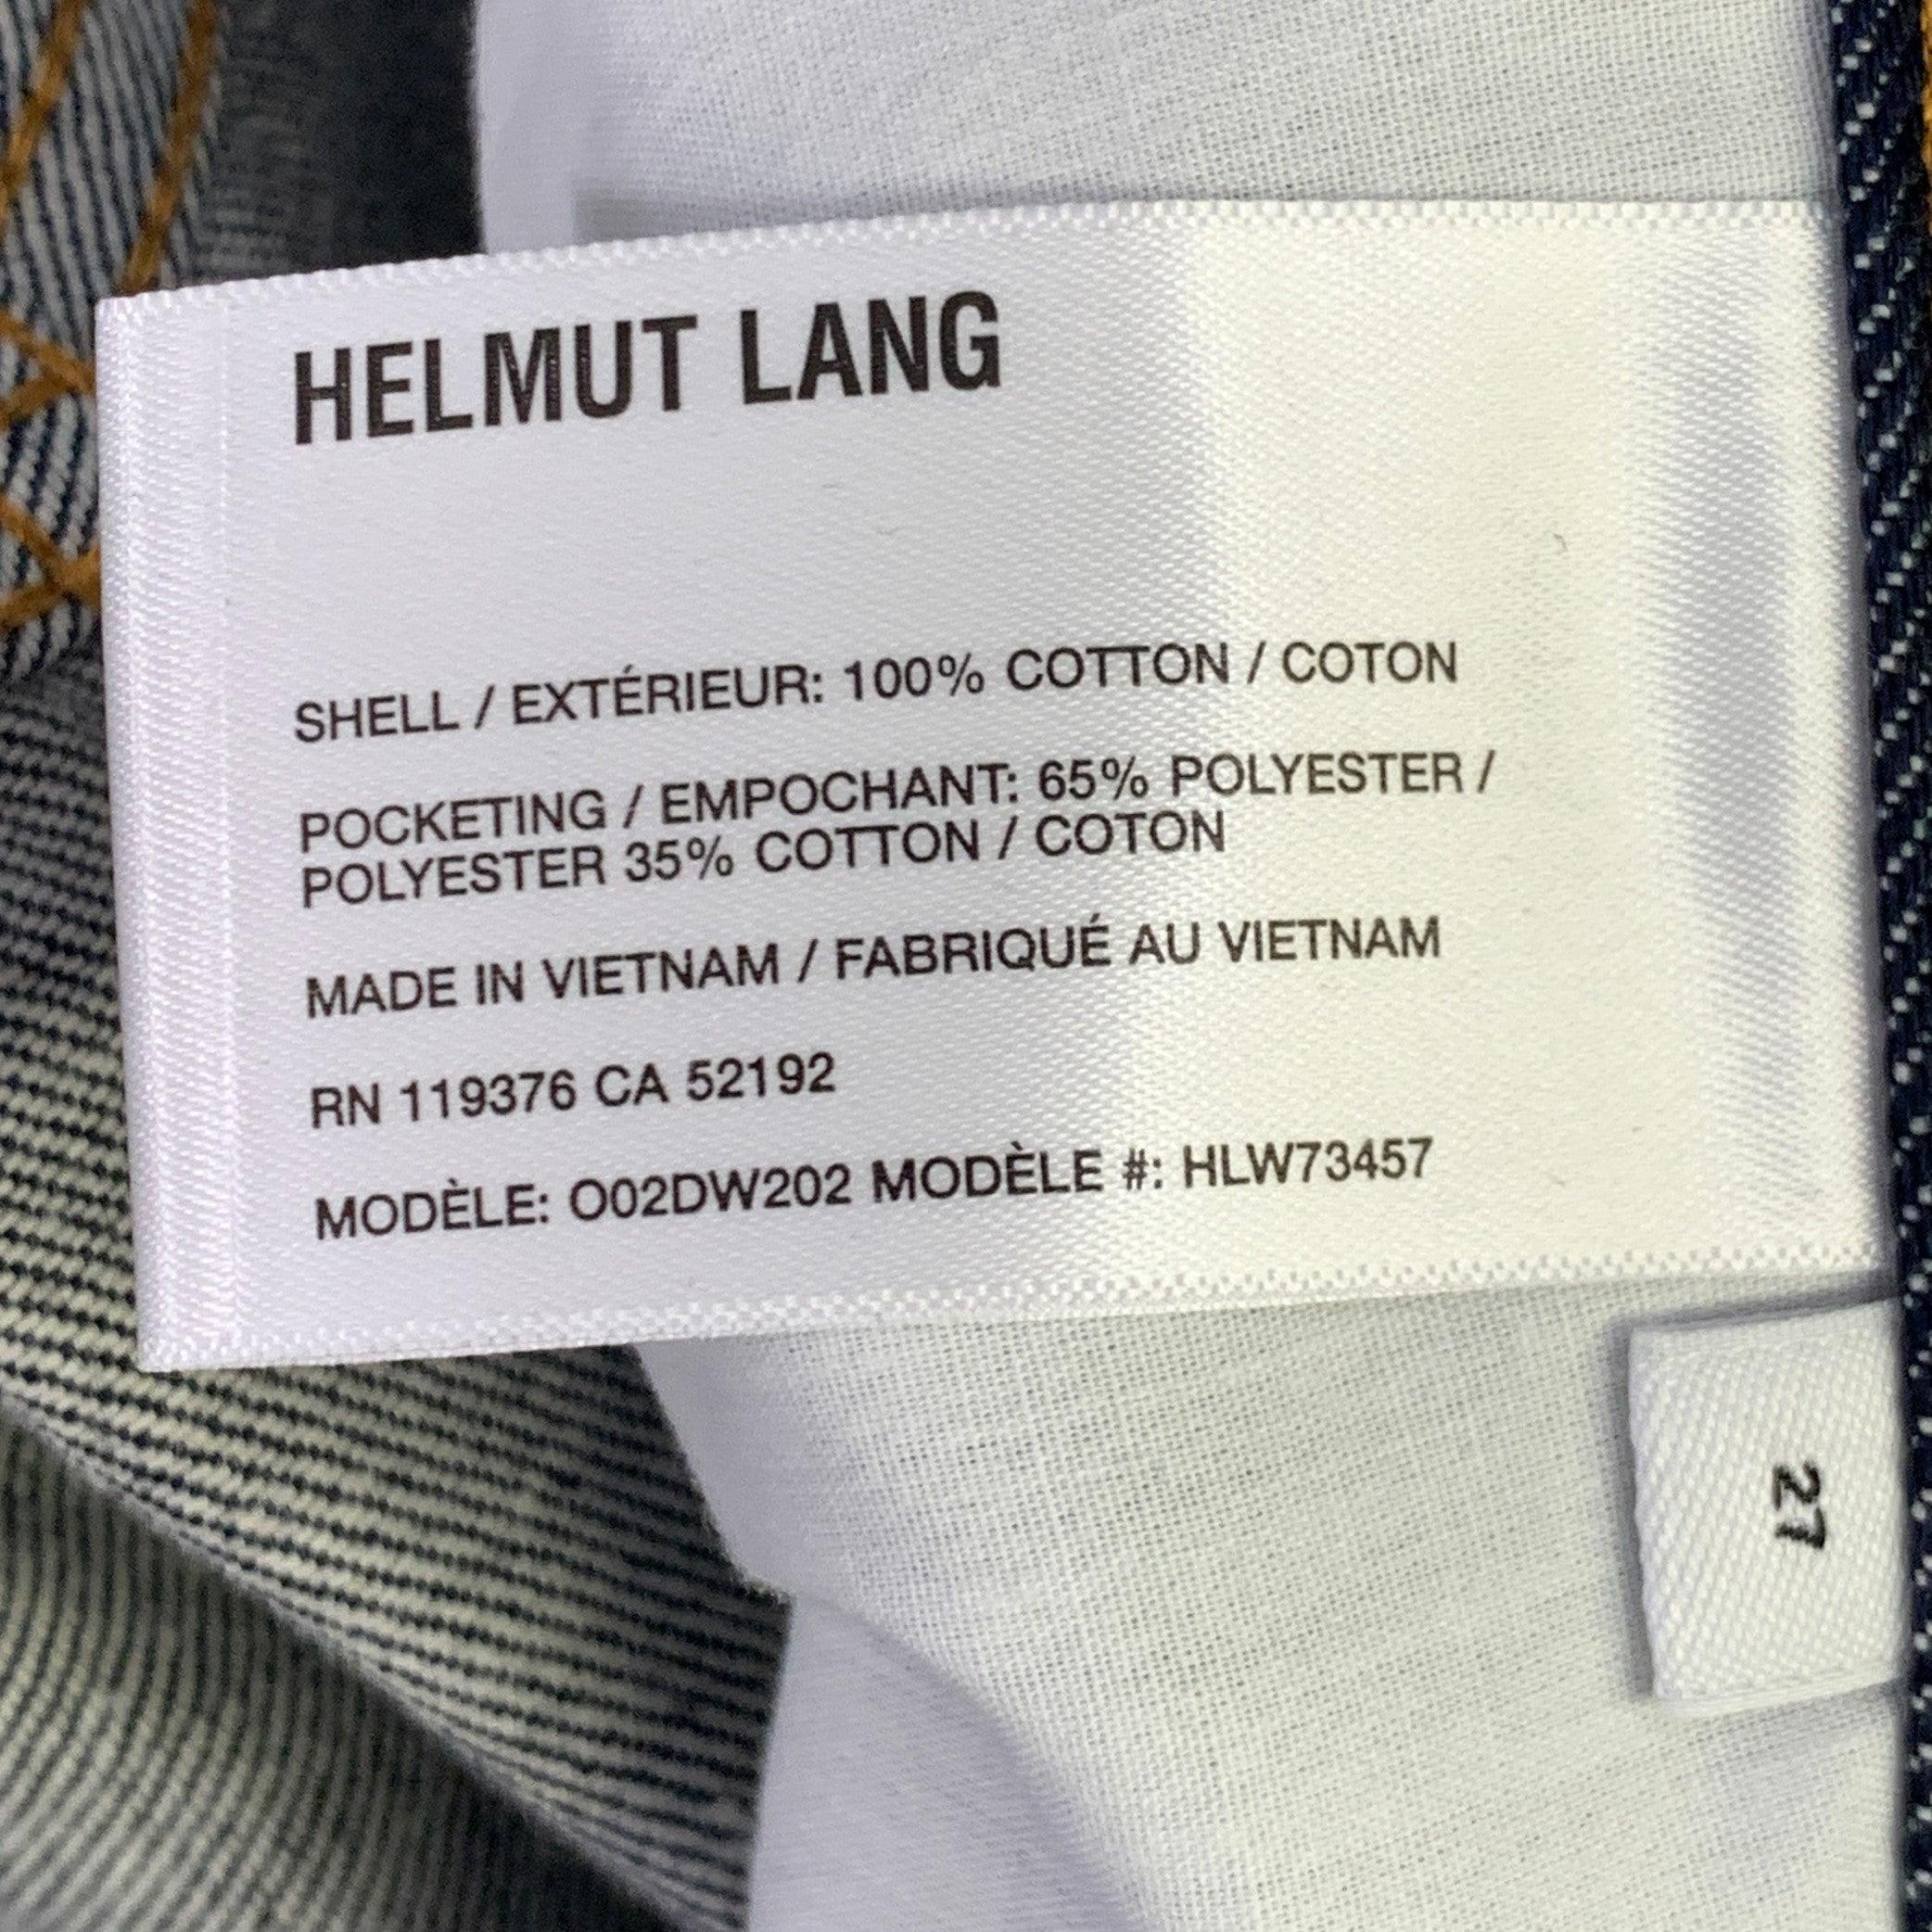 HELMUT LANG
SHELL / EXTÉRIEUR: 100% COTTON / COTON
POCKETING / EMPOCHANT: 65% POLYESTER /
POLYESTER 35% COTTON / COTON
MADE IN VIETNAM / FABRIQUÉ AU VIETNAM
RN 119376 CA 52192
MODÈLE: O02DW202 MODÈLE #: HLW73457
27